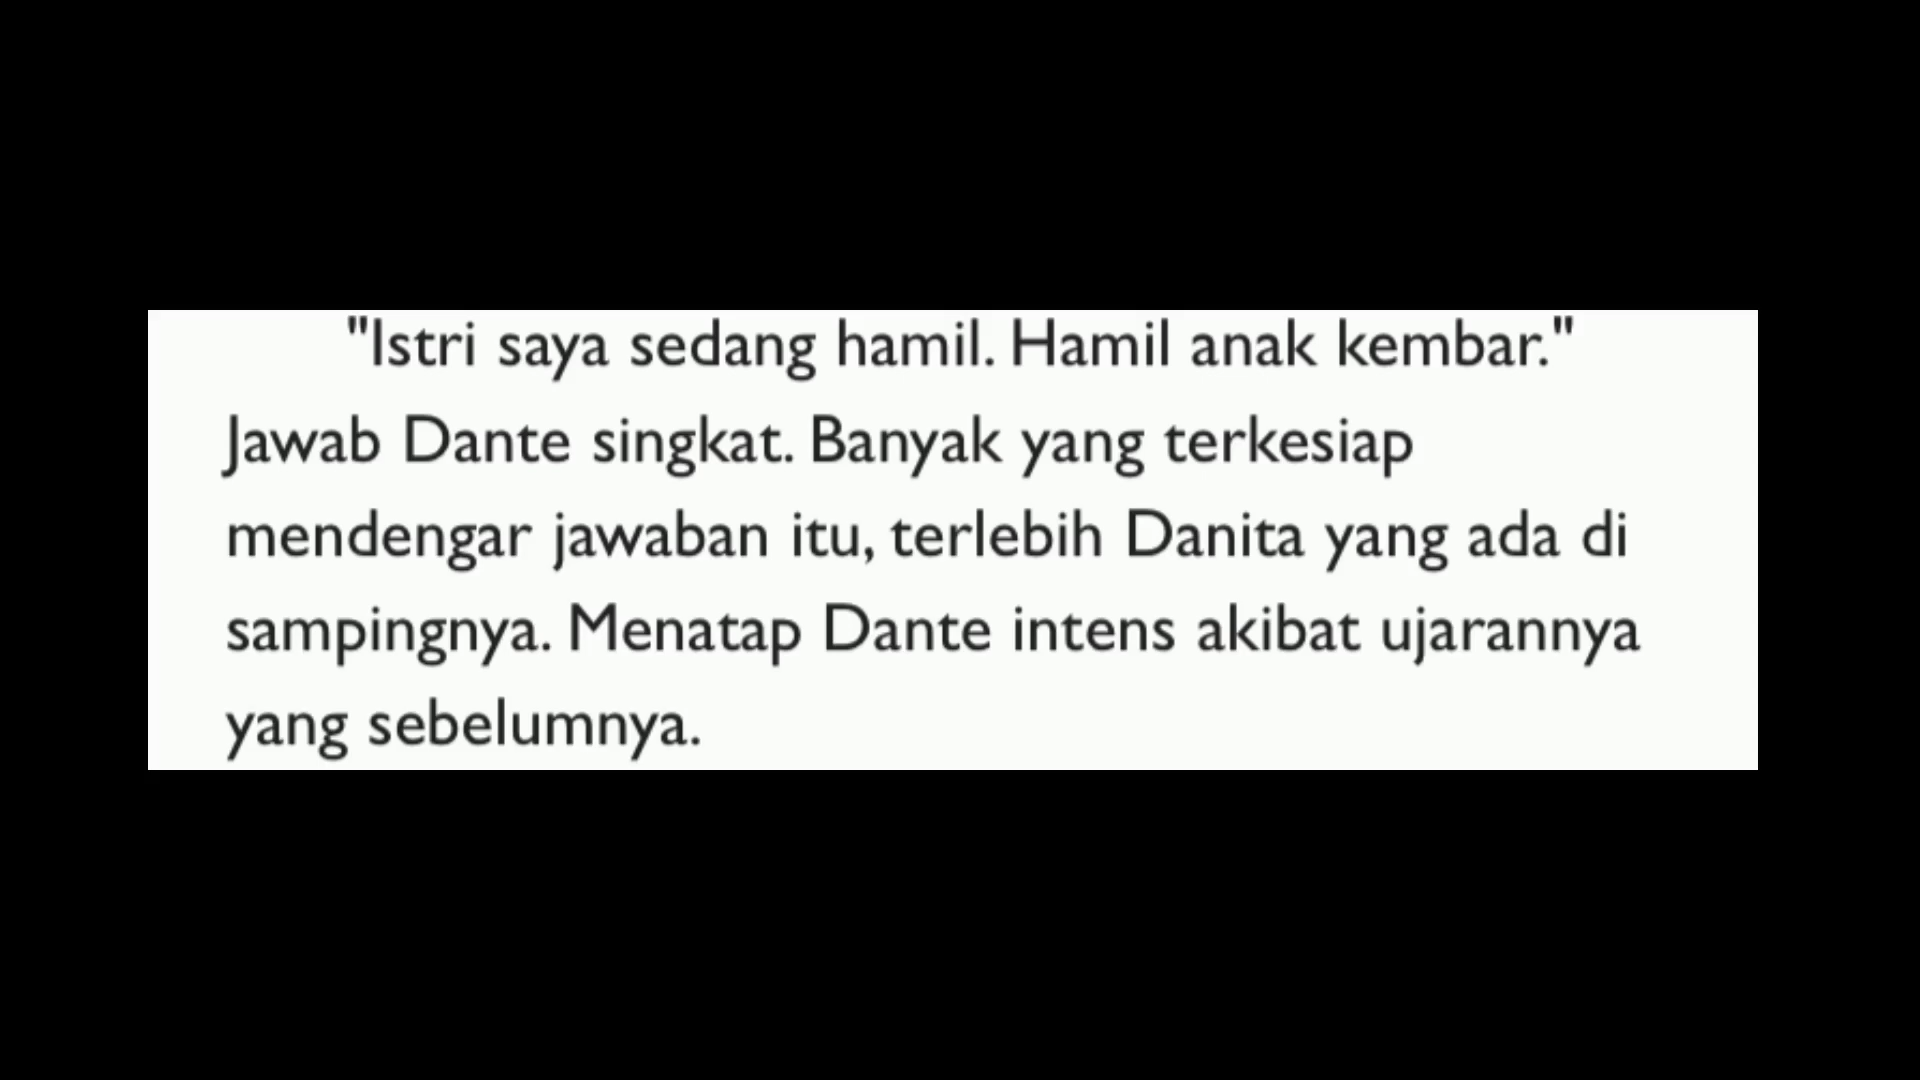 "Istri saya sedang hamil. Hamil anak kembar."
Jawab Dante singkat. Banyak yang terkesiap
mendengar jawaban itu, terlebih Danita yang ada di
sampingnya. Menatap Dante intens akibat ujarannya
yang sebelumnya.